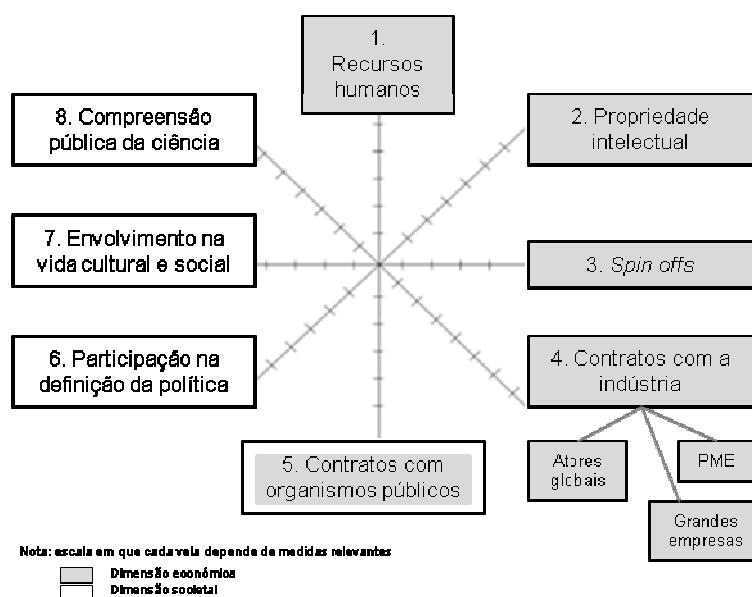 1.
Recursos
humanos
8. Compreensão
pública da ciência
2. Propriedade
intelectual
7. Envolvimento na
vida cultural e social
3. Spin offs
6. Participação na
definição da política
4. Contratos com a
indústria
5. Contratos com
organismos públicos
Atores
globais
PME
Grandes
empresas
Nota: escala em que cada vela depende de medidas relevantes
Dimensão económica
Dimensão societal